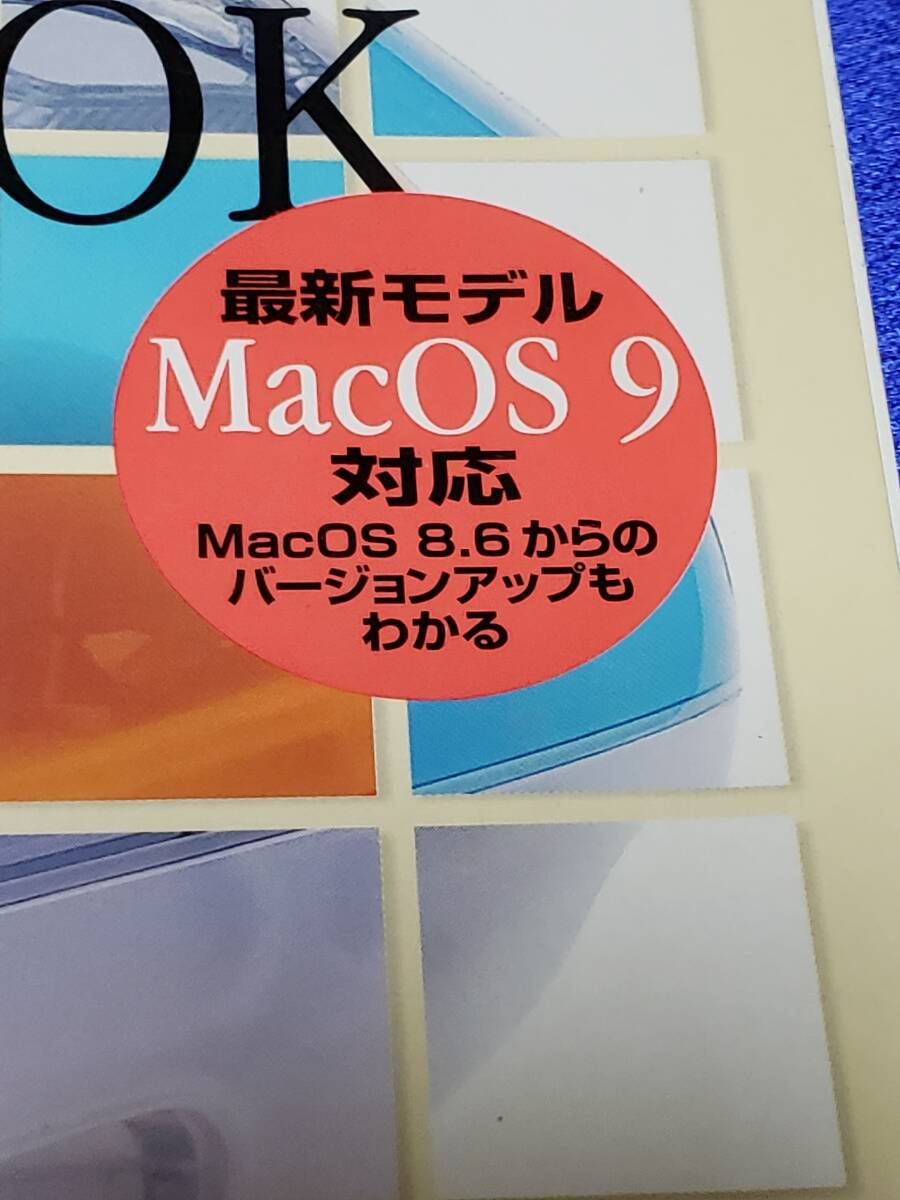 OK
最新モデル
MacOS 9
対応
MacOS 8.6からの
バージョンアップも
わかる